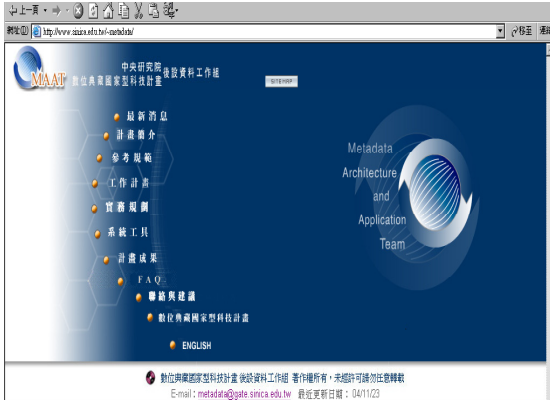 上一頁
網址(D) http://www.sinica.edu.tw/~metadata/ 移至 連結
MAAT
中央研究院
數位典藏國家型科技計畫 後設資料工作組
SITEMAP
最新消息
計畫簡介
參考規範
工作計畫
實務規劃
系統工具
計畫成果
FAQ
聯絡與建議
數位典藏國家型科技計畫
ENGLISH
Metadata
Architecture
and
Application
Team
數位典藏國家型科技計畫 後設資料工作組 著作權所有，未經許可請勿任意轉載
E-mail：metadata@gate.sinica.edu.tw 最近更新日期：04/11/23